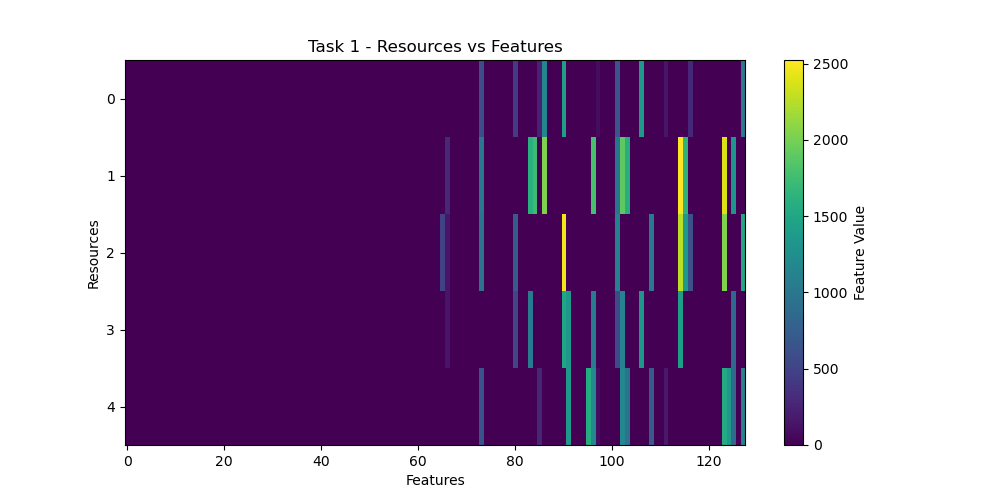 Task 1 - Resources vs Features
0
1
2
3
4
Resources
0 20 40 60 80 100 120
Features
2500
2000
1500
1000
500
0
Feature Value